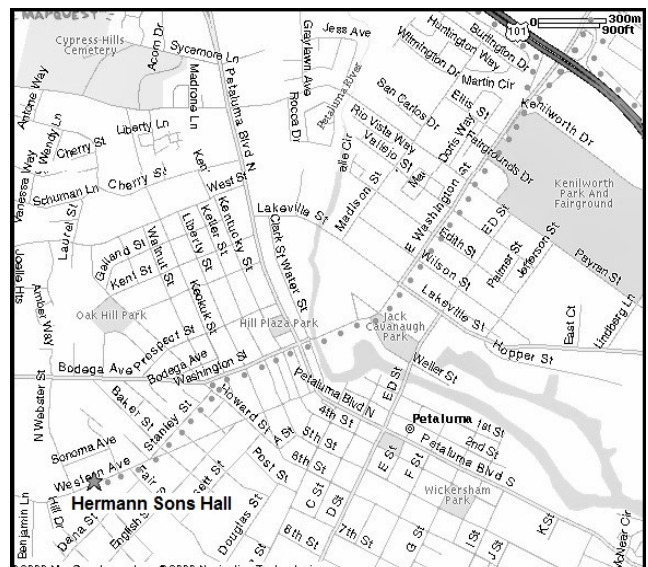 MAPQUEST
Cypress Hills
Cemetery
Acorn Dr
Sycamore Ln
Madrone Ln
Petaluma Blvd N
Graylawn Ave
Jess Ave
Rocca Dr
Petaluma River
Huntington Way
Burlington Dr
Wilmington Dr
Martin Cir
101
0
300m
900ft
San Carlos Dr
Ellis St
Rio Vista Way
Vallejo St
Doris Way
Kenilworth Dr
Fairgrounds Dr
Kenilworth
Park And
Fairground
Antone Way
Wendy Ln
Liberty Ln
Cherry St
Vanessa Way
Schuman Ln
Cherry St
West St
Laurel St
Lakeville St
Madison St
E Washington St
Edith St
ED St
Wilson St
Palmer St
Jefferson St
Payran St
Galland St
Kent St
Walnut St
Liberty St
Keller St
Kentucky St
Keokuk St
Clark St
Water St
Amber Way
Oak Hill Park
Prospect St
Hill Plaza Park
Jack
Cavanaugh
Park
Lakeville St
East Ct
Lindberg Ln
Hopper St
Weller St
Bodega Ave
Bodega Ave
Washington St
N Webster St
Baker St
Stanley St
Howard St
A St
Petaluma Blvd N
4th St
5th St
6th St
ED St
Petaluma
1st St
2nd St
Petaluma Blvd S
Sonoma Ave
Western Ave
Post St
E St
F St
Wickersham
Park
Hermann Sons Hall
Hill Dr
Benjamin Ln
Dana St
English St
Douglas St
C St
D St
8th St
7th St
G St
I St
J St
K St
McNear Cir